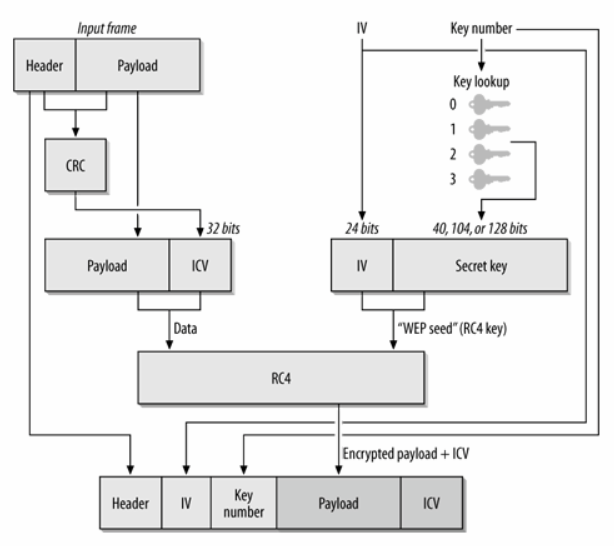 Input frame
IV
Key number
Header
Payload
Key lookup
0
1
2
3
CRC
32 bits
24 bits
40, 104, or 128 bits
Payload
ICV
IV
Secret key
Data
“WEP seed” (RC4 key)
RC4
Encrypted payload + ICV
Header
IV
Key
number
Payload
ICV